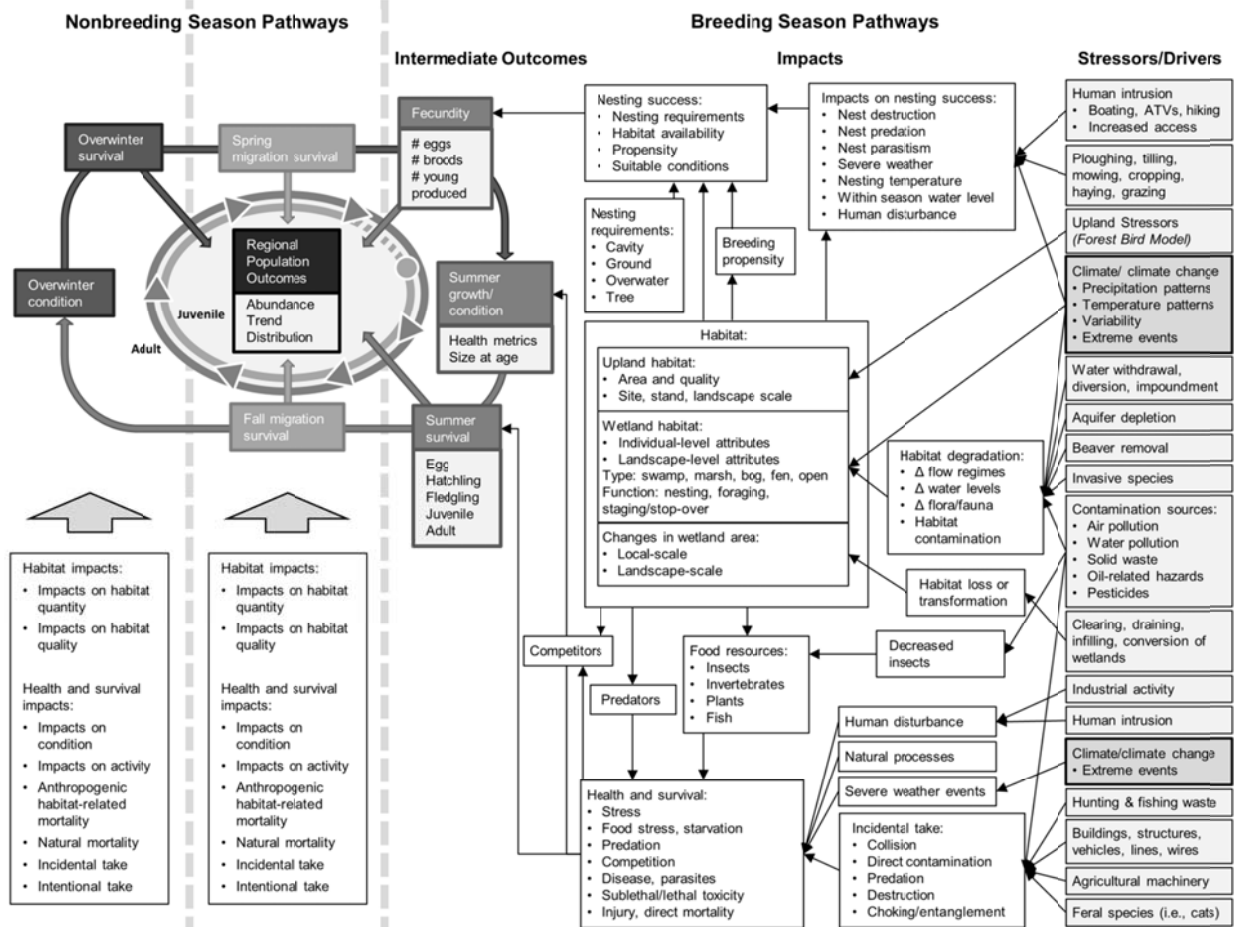 Nonbreeding Season Pathways
Breeding Season Pathways
Intermediate Outcomes
Impacts
Stressors/Drivers
Overwinter
survival
Spring
migration survival
Fecundity
# eggs
# broods
# young
produced
Overwinter
condition
Regional
Population
Outcomes
Abundance
Trend
Distribution
Juvenile
Adult
Summer
growth/
condition
Health metrics
Size at age
Fall migration
survival
Summer
survival
Egg
Hatchling
Fledgling
Juvenile
Adult
Habitat impacts:
• Impacts on habitat
quantity
• Impacts on habitat
quality
Health and survival
impacts:
• Impacts on
condition
• Impacts on activity
• Anthropogenic
habitat-related
mortality
• Natural mortality
• Incidental take
• Intentional take
Habitat impacts:
• Impacts on habitat
quantity
• Impacts on habitat
quality
Health and survival
impacts:
• Impacts on
condition
• Impacts on activity
• Anthropogenic
habitat-related
mortality
• Natural mortality
• Incidental take
• Intentional take
Nesting success:
• Nesting requirements
• Habitat availability
• Propensity
• Suitable conditions
Impacts on nesting success:
• Nest destruction
• Nest predation
• Nest parasitism
• Severe weather
• Nesting temperature
• Within season water level
• Human disturbance
Nesting
requirements:
• Cavity
• Ground
• Overwater
• Tree
Breeding
propensity
Habitat:
Upland habitat:
• Area and quality
• Site, stand, landscape scale
Wetland habitat:
• Individual-level attributes
• Landscape-level attributes
Type: swamp, marsh, bog, fen, open
Function: nesting, foraging,
staging/stop-over
Changes in wetland area:
• Local-scale
• Landscape-scale
Habitat degradation:
• Δ flow regimes
• Δ water levels
• Δ flora/fauna
• Habitat
contamination
Habitat loss or
transformation
Competitors
Predators
Food resources:
• Insects
• Invertebrates
• Plants
• Fish
Decreased
insects
Human disturbance
Natural processes
Severe weather events
Health and survival:
• Stress
• Food stress, starvation
• Predation
• Competition
• Disease, parasites
• Sublethal/lethal toxicity
• Injury, direct mortality
Incidental take:
• Collision
• Direct contamination
• Predation
• Destruction
• Choking/entanglement
Human intrusion
• Boating, ATVs, hiking
• Increased access
Ploughing, tilling,
mowing, cropping,
haying, grazing
Upland Stressors
(Forest Bird Model)
Climate/ climate change
• Precipitation patterns
• Temperature patterns
• Variability
• Extreme events
Water withdrawal,
diversion, impoundment
Aquifer depletion
Beaver removal
Invasive species
Contamination sources:
• Air pollution
• Water pollution
• Solid waste
• Oil-related hazards
• Pesticides
Clearing, draining,
infilling, conversion of
wetlands
Industrial activity
Human intrusion
Climate/climate change
• Extreme events
Hunting & fishing waste
Buildings, structures,
vehicles, lines, wires
Agricultural machinery
Feral species (i.e., cats)